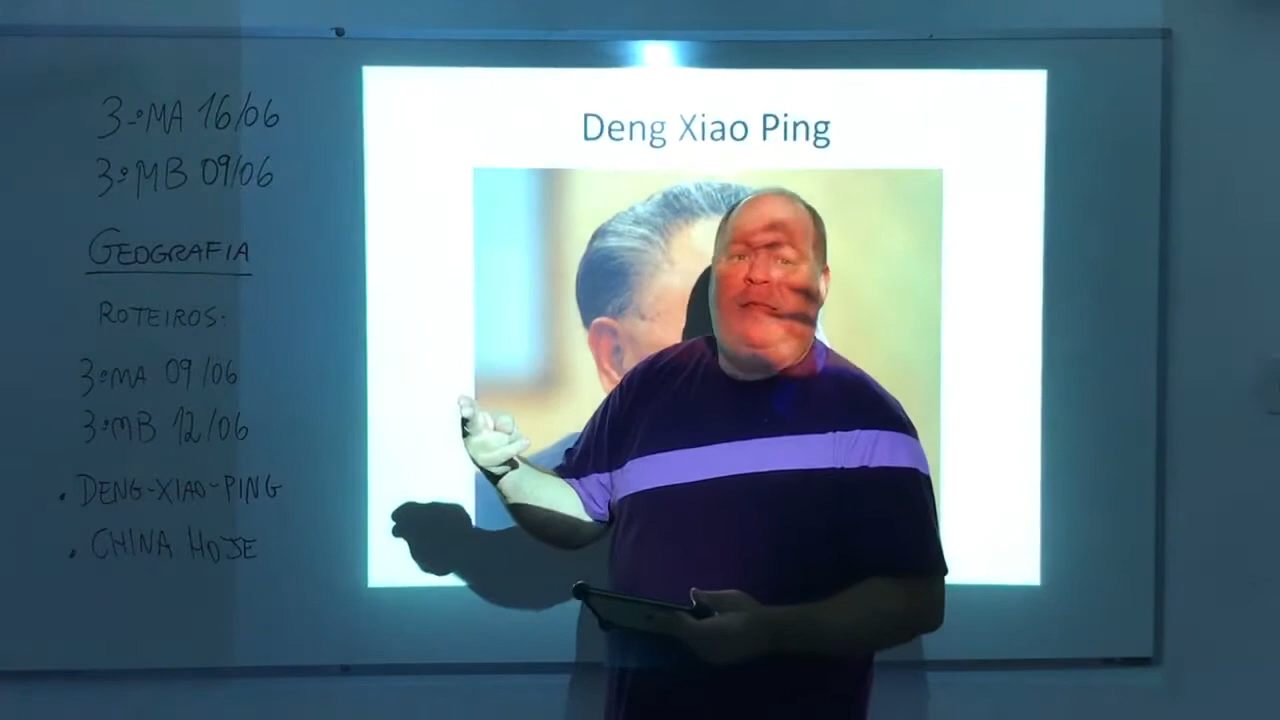 3ºMA 16/06
3ºMB 09/06
GEOGRAFIA
ROTEIROS:
3ºMA 09/06
3ºMB 12/06
• DENG-XIAO-PING
• CHINA HOJE
Deng Xiao Ping